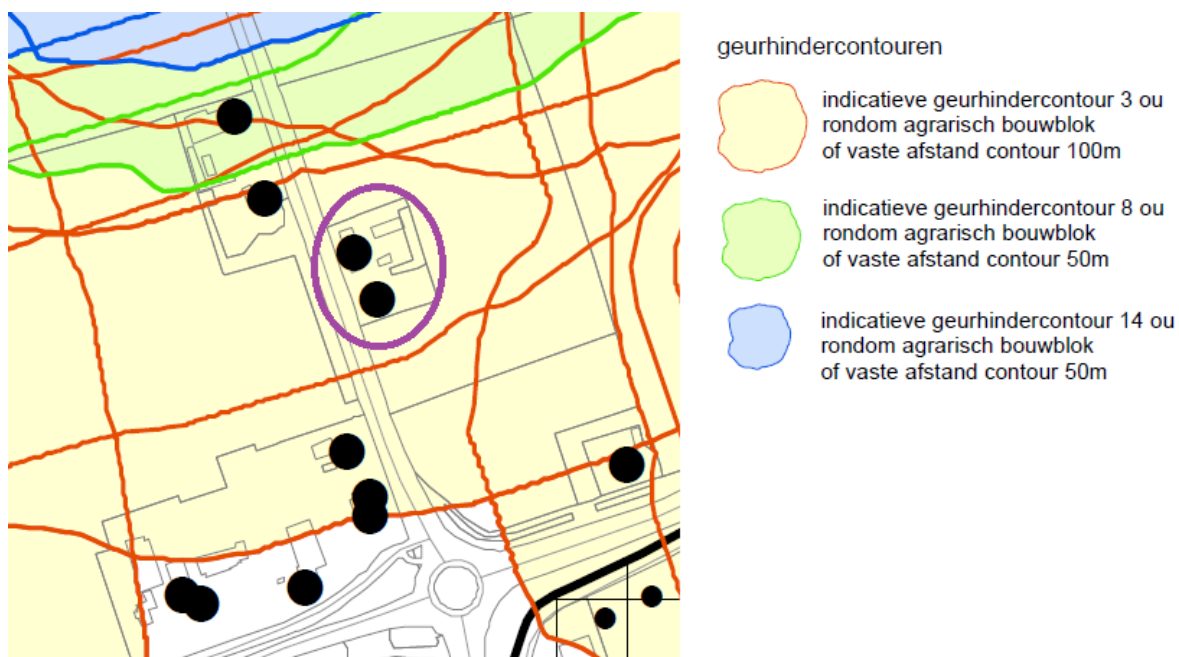 geurhindercontouren
indicatieve geurhindercontour 3 ou
rondom agrarisch bouwblok
of vaste afstand contour 100m
indicatieve geurhindercontour 8 ou
rondom agrarisch bouwblok
of vaste afstand contour 50m
indicatieve geurhindercontour 14 ou
rondom agrarisch bouwblok
of vaste afstand contour 50m